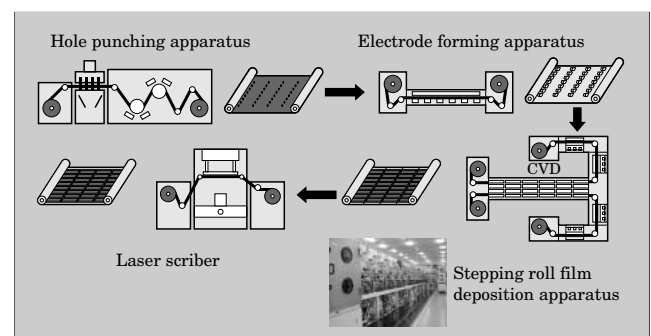 Hole punching apparatus
Electrode forming apparatus
CVD
Laser scriber
Stepping roll film
deposition apparatus